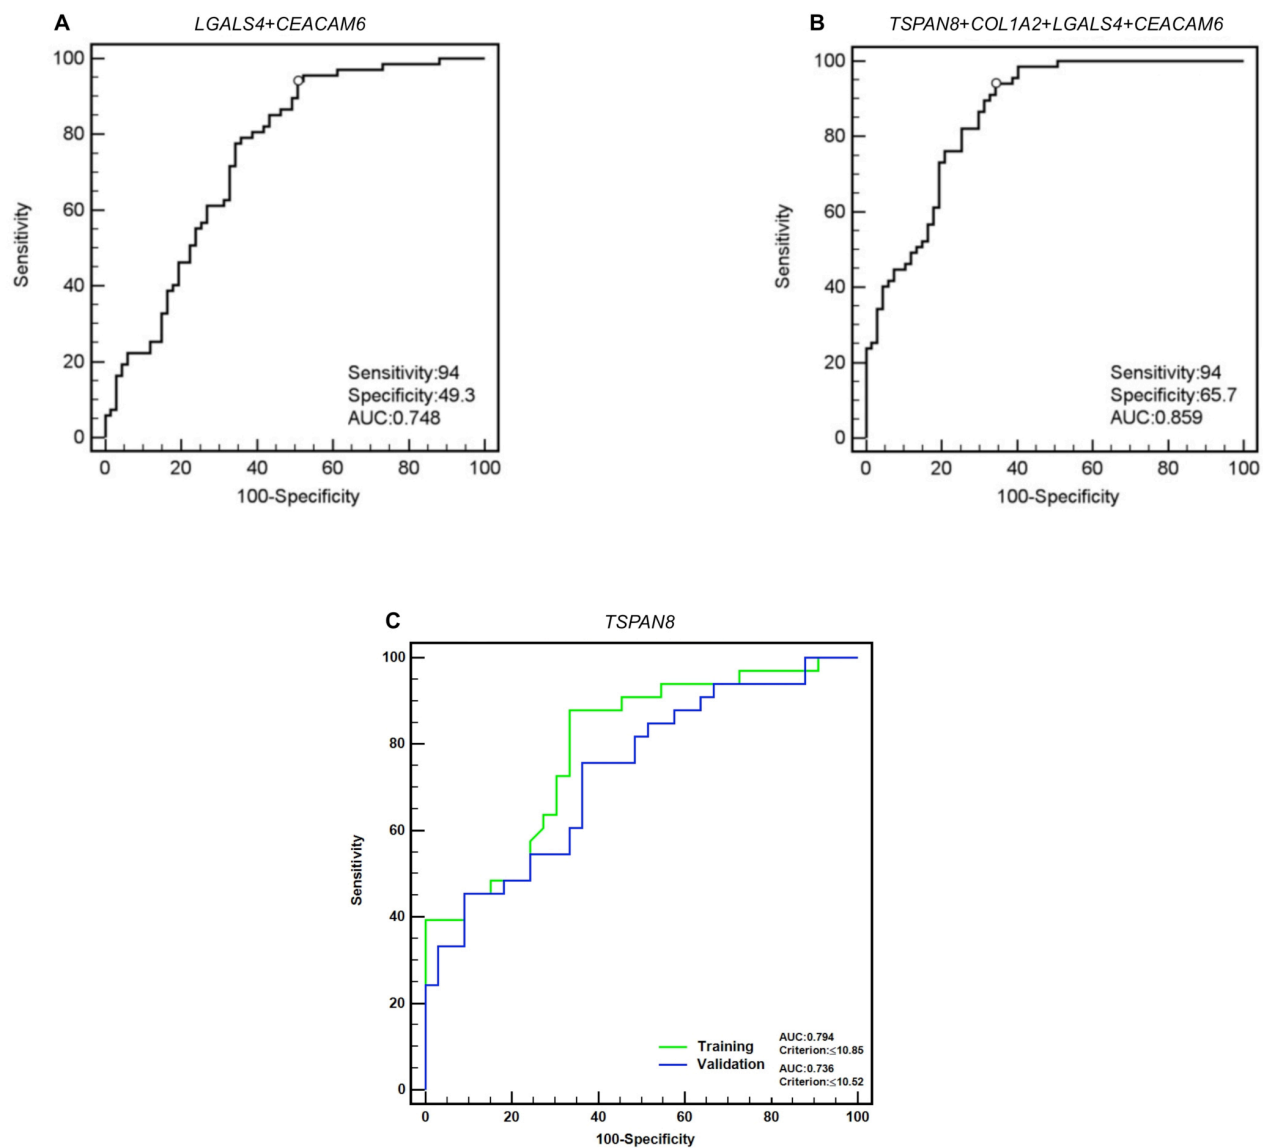 A
LGALS4+CEACAM6
100
80
60
40
20
0
Sensitivity
0 20 40 60 80 100
100-Specificity
Sensitivity:94
Specificity:49.3
AUC:0.748
B
TSPAN8+COL1A2+LGALS4+CEACAM6
100
80
60
40
20
0
Sensitivity
0 20 40 60 80 100
100-Specificity
Sensitivity:94
Specificity:65.7
AUC:0.859
C
TSPAN8
100
80
60
40
20
0
Sensitivity
0 20 40 60 80 100
100-Specificity
Training
AUC:0.794
Criterion:≤10.85
Validation
AUC:0.736
Criterion:≤10.52